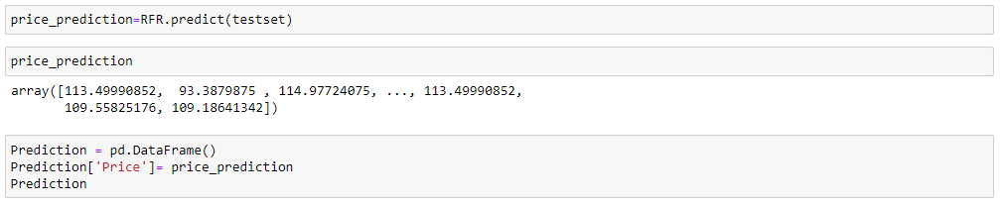 price_prediction=RFR.predict(testset)
price_prediction
array([113.49990852,  93.3879875 , 114.97724075, ..., 113.49990852,
       109.55825176, 109.18641342])
Prediction = pd.DataFrame()
Prediction['Price']= price_prediction
Prediction